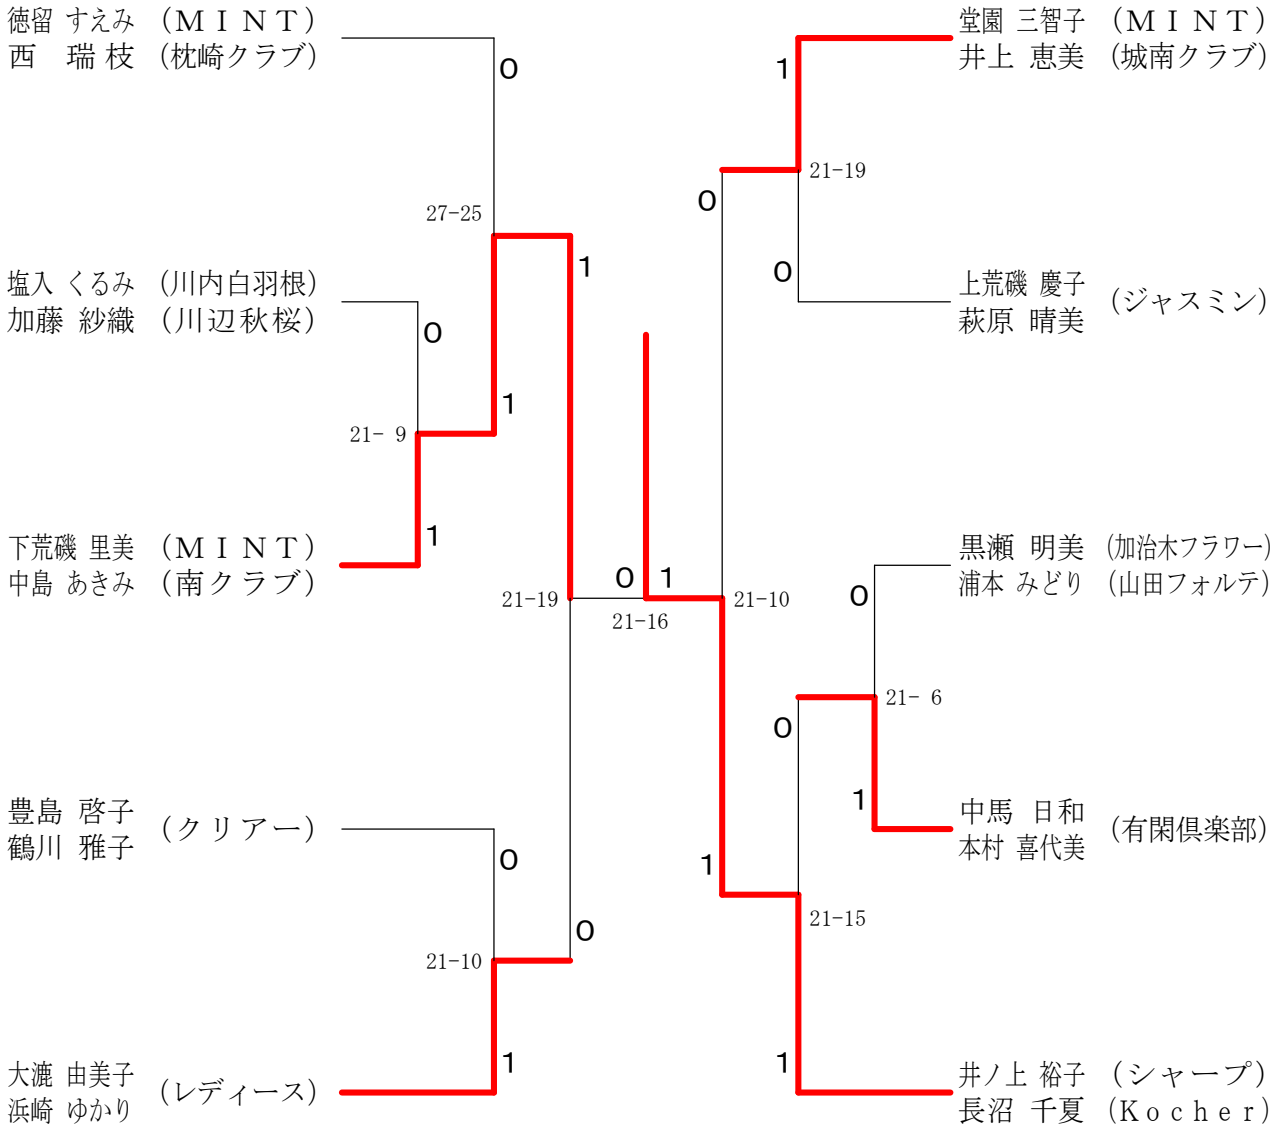 徳留 すえみ （ＭＩＮＴ）
西　瑞枝 （枕崎クラブ）
0
27-25
1
塩入 くるみ （川内白羽根）
加藤 紗織 （川辺秋桜）
0
1
21- 9
1
下荒磯 里美 （ＭＩＮＴ）
中島 あきみ （南クラブ）
21-19
0
1
21-16
豊島 啓子
鶴川 雅子
（クリアー）
0
0
21-10
1
大漉 由美子
浜崎 ゆかり
（レディース）
堂園 三智子 （ＭＩＮＴ）
井上 恵美 （城南クラブ）
1
21-19
0
0
上荒磯 慶子
萩原 晴美
（ジャスミン）
黒瀬 明美 （加治木フラワー）
浦本 みどり （山田フォルテ）
21-10
0
21- 6
0
1
中馬 日和
本村 喜代美
（有閑倶楽部）
1
21-15
1
井ノ上 裕子 （シャープ）
長沼 千夏 （Ｋｏｃｈｅｒ）